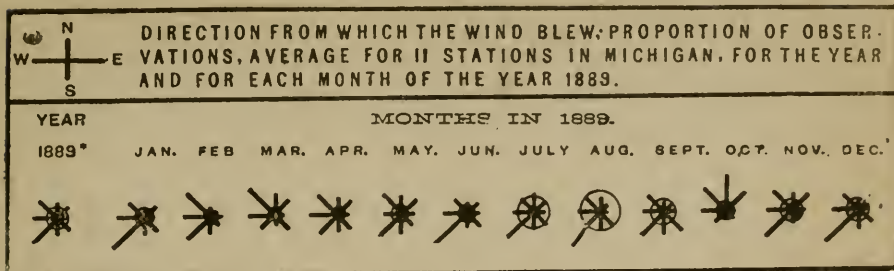 N
W E
S
DIRECTION FROM WHICH THE WIND BLEW; PROPORTION OF OBSER-
VATIONS, AVERAGE FOR 11 STATIONS IN MICHIGAN, FOR THE YEAR
AND FOR EACH MONTH OF THE YEAR 1889.
YEAR MONTHS IN 1889.
1889* JAN. FEB MAR. APR. MAY. JUN. JULY AUG. SEPT. OCT. NOV. DEC.